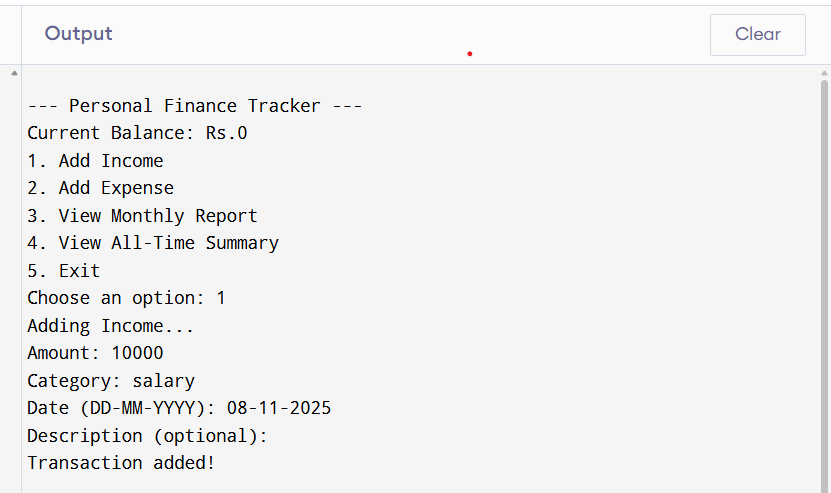 Output
Clear
--- Personal Finance Tracker ---
Current Balance: Rs.0
1. Add Income
2. Add Expense
3. View Monthly Report
4. View All-Time Summary
5. Exit
Choose an option: 1
Adding Income...
Amount: 10000
Category: salary
Date (DD-MM-YYYY): 08-11-2025
Description (optional):
Transaction added!